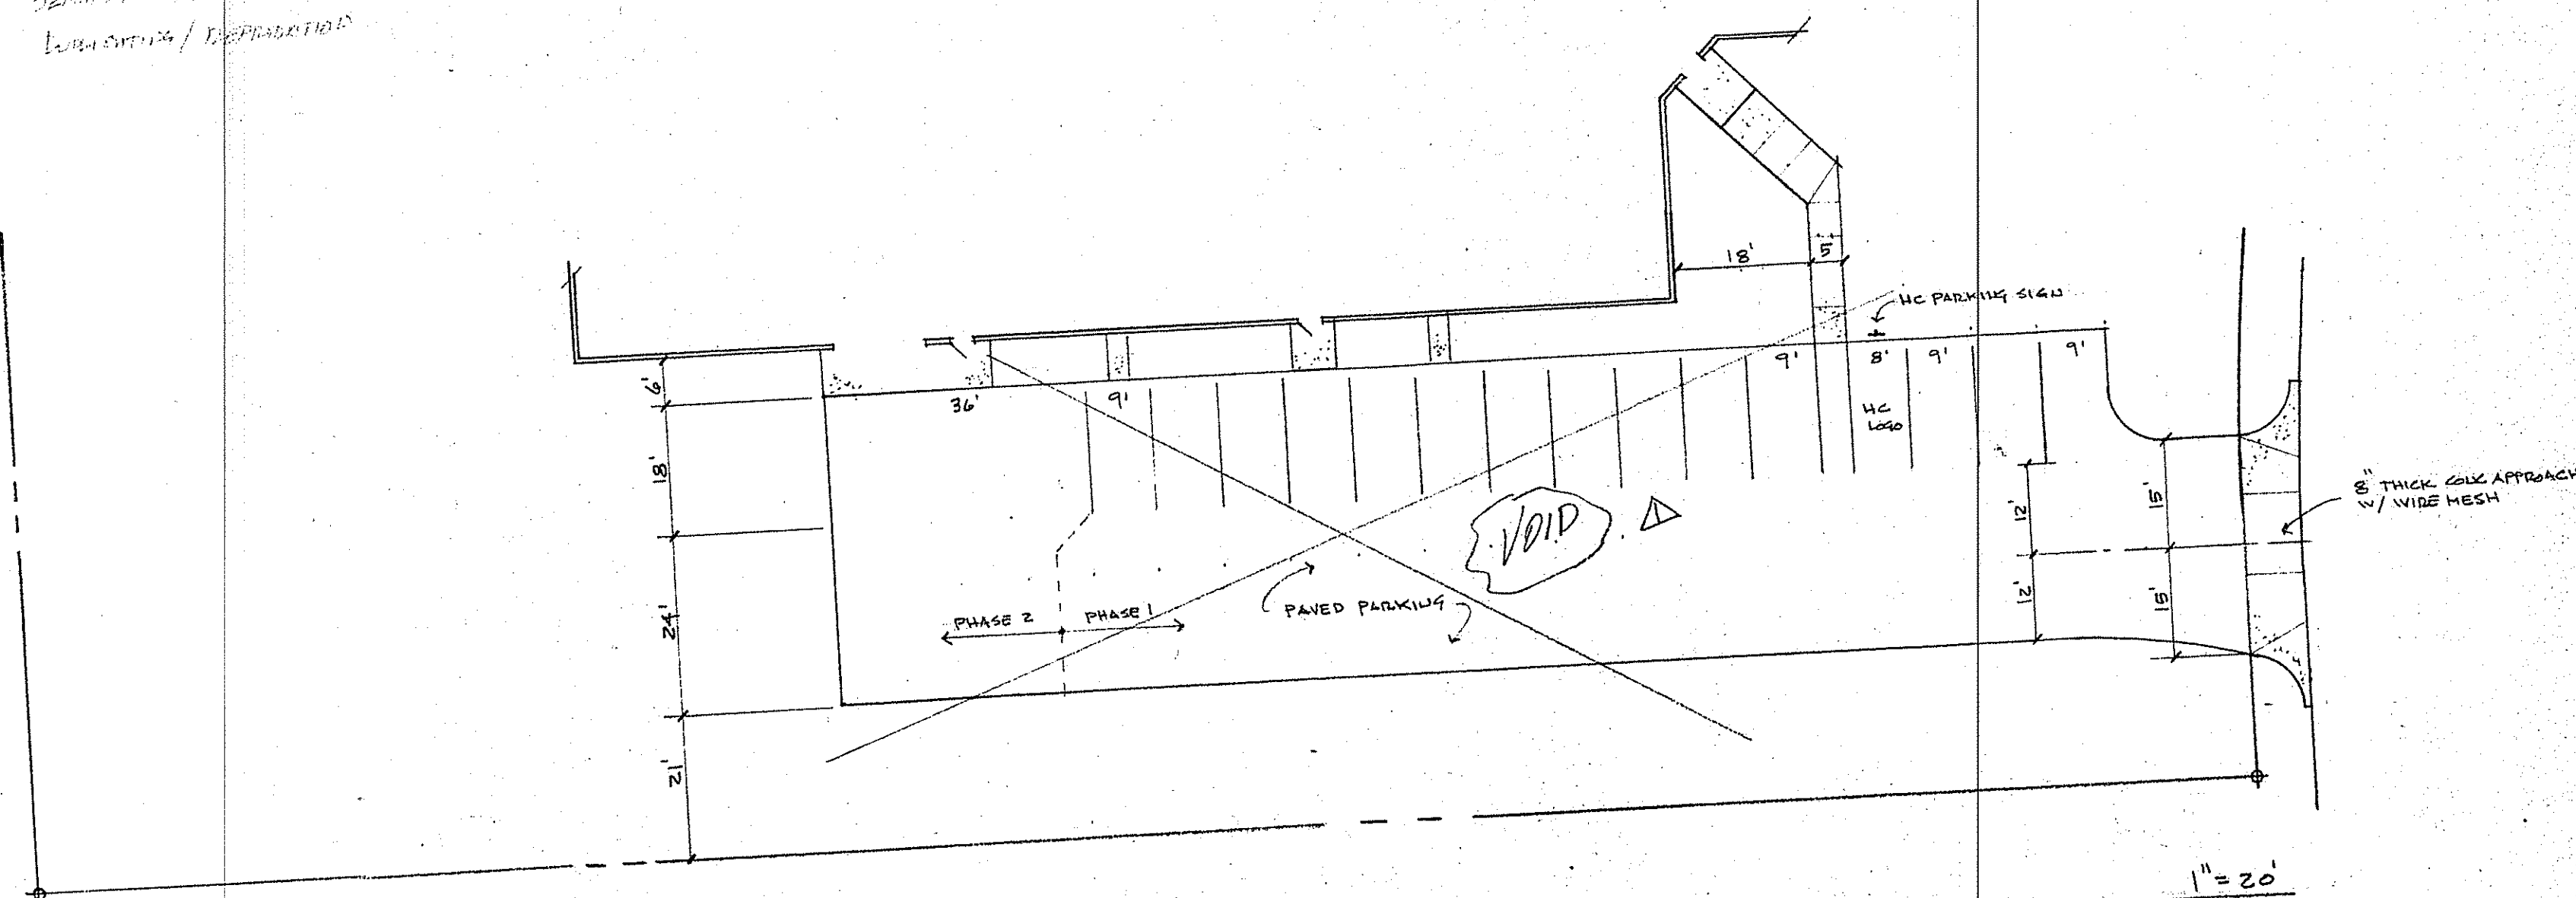 18'
5'
HC PARKING SIGN
6'
36'
9'
9'
8'
9'
9'
HC
LOGO
18'
12'
15'
8" THICK CONC APPROACH
W/ WIRE MESH
VOID
1
24'
PHASE 2
PHASE 1
PAVED PARKING
12'
15'
21'
1" = 20'